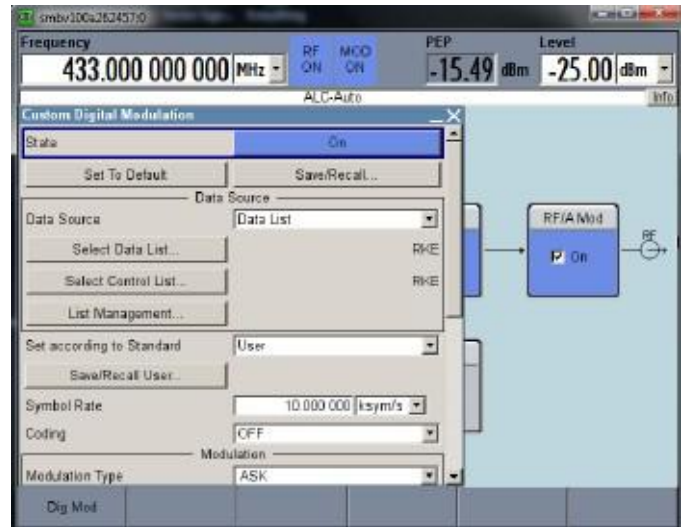 smbv100a262457:0
Frequency
433.000 000 000 MHz
RF ON
MOD ON
PEP
-15.49 dBm
Level
-25.00 dBm
ALC-Auto
Info
Custom Digital Modulation
State On
Set To Default Save/Recall...
Data Source
Data Source Data List
Select Data List... RKE
Select Control List... RKE
List Management...
Set according to Standard User
Save/Recall User...
Symbol Rate 10.000 000 ksym/s
Coding OFF
Modulation
Modulation Type ASK
RF/A Mod
On
RF
Dig Mod